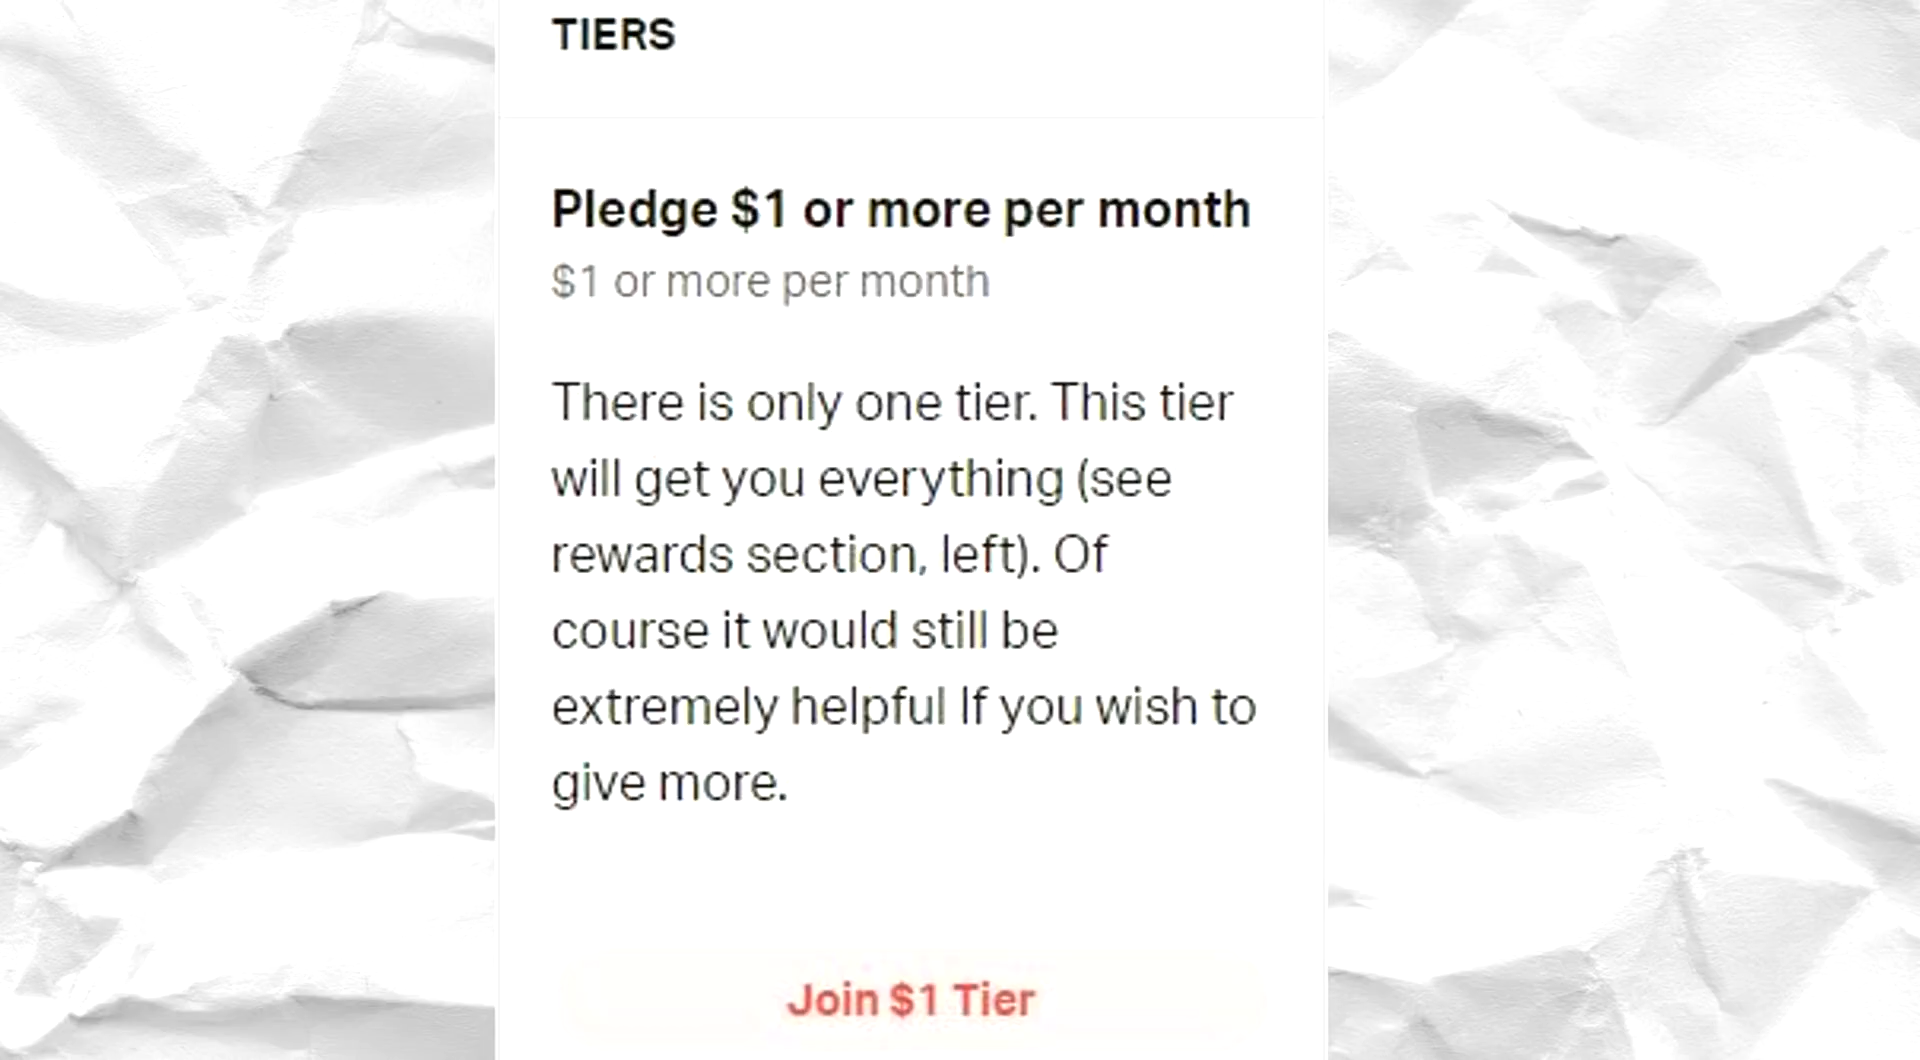 TIERS
Pledge $1 or more per month
$1 or more per month
There is only one tier. This tier
will get you everything (see
rewards section, left). Of
course it would still be
extremely helpful If you wish to
give more.
Join $1 Tier